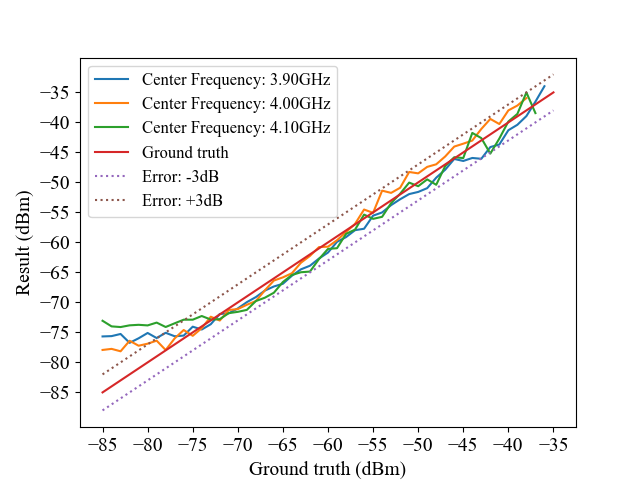 Center Frequency: 3.90GHz
Center Frequency: 4.00GHz
Center Frequency: 4.10GHz
Ground truth
Error: -3dB
Error: +3dB
Result (dBm)
−35
−40
−45
−50
−55
−60
−65
−70
−75
−80
−85
−85 −80 −75 −70 −65 −60 −55 −50 −45 −40 −35
Ground truth (dBm)